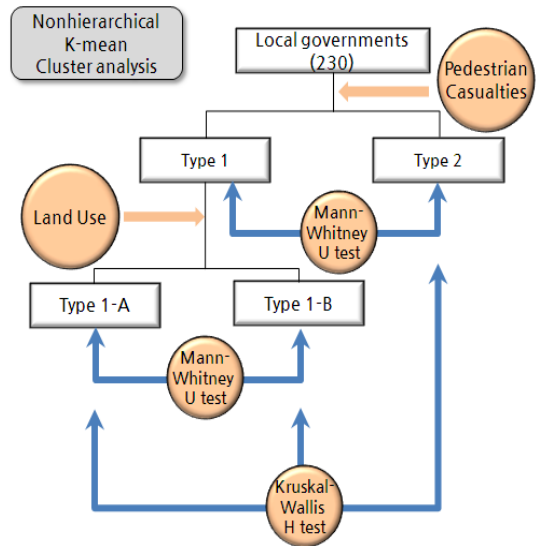 Nonhierarchical
K-mean
Cluster analysis
Local governments
(230)
Pedestrian
Casualties
Type 1
Type 2
Land Use
Mann-
Whitney
U test
Type 1-A
Type 1-B
Mann-
Whitney
U test
Kruskal-
Wallis
H test